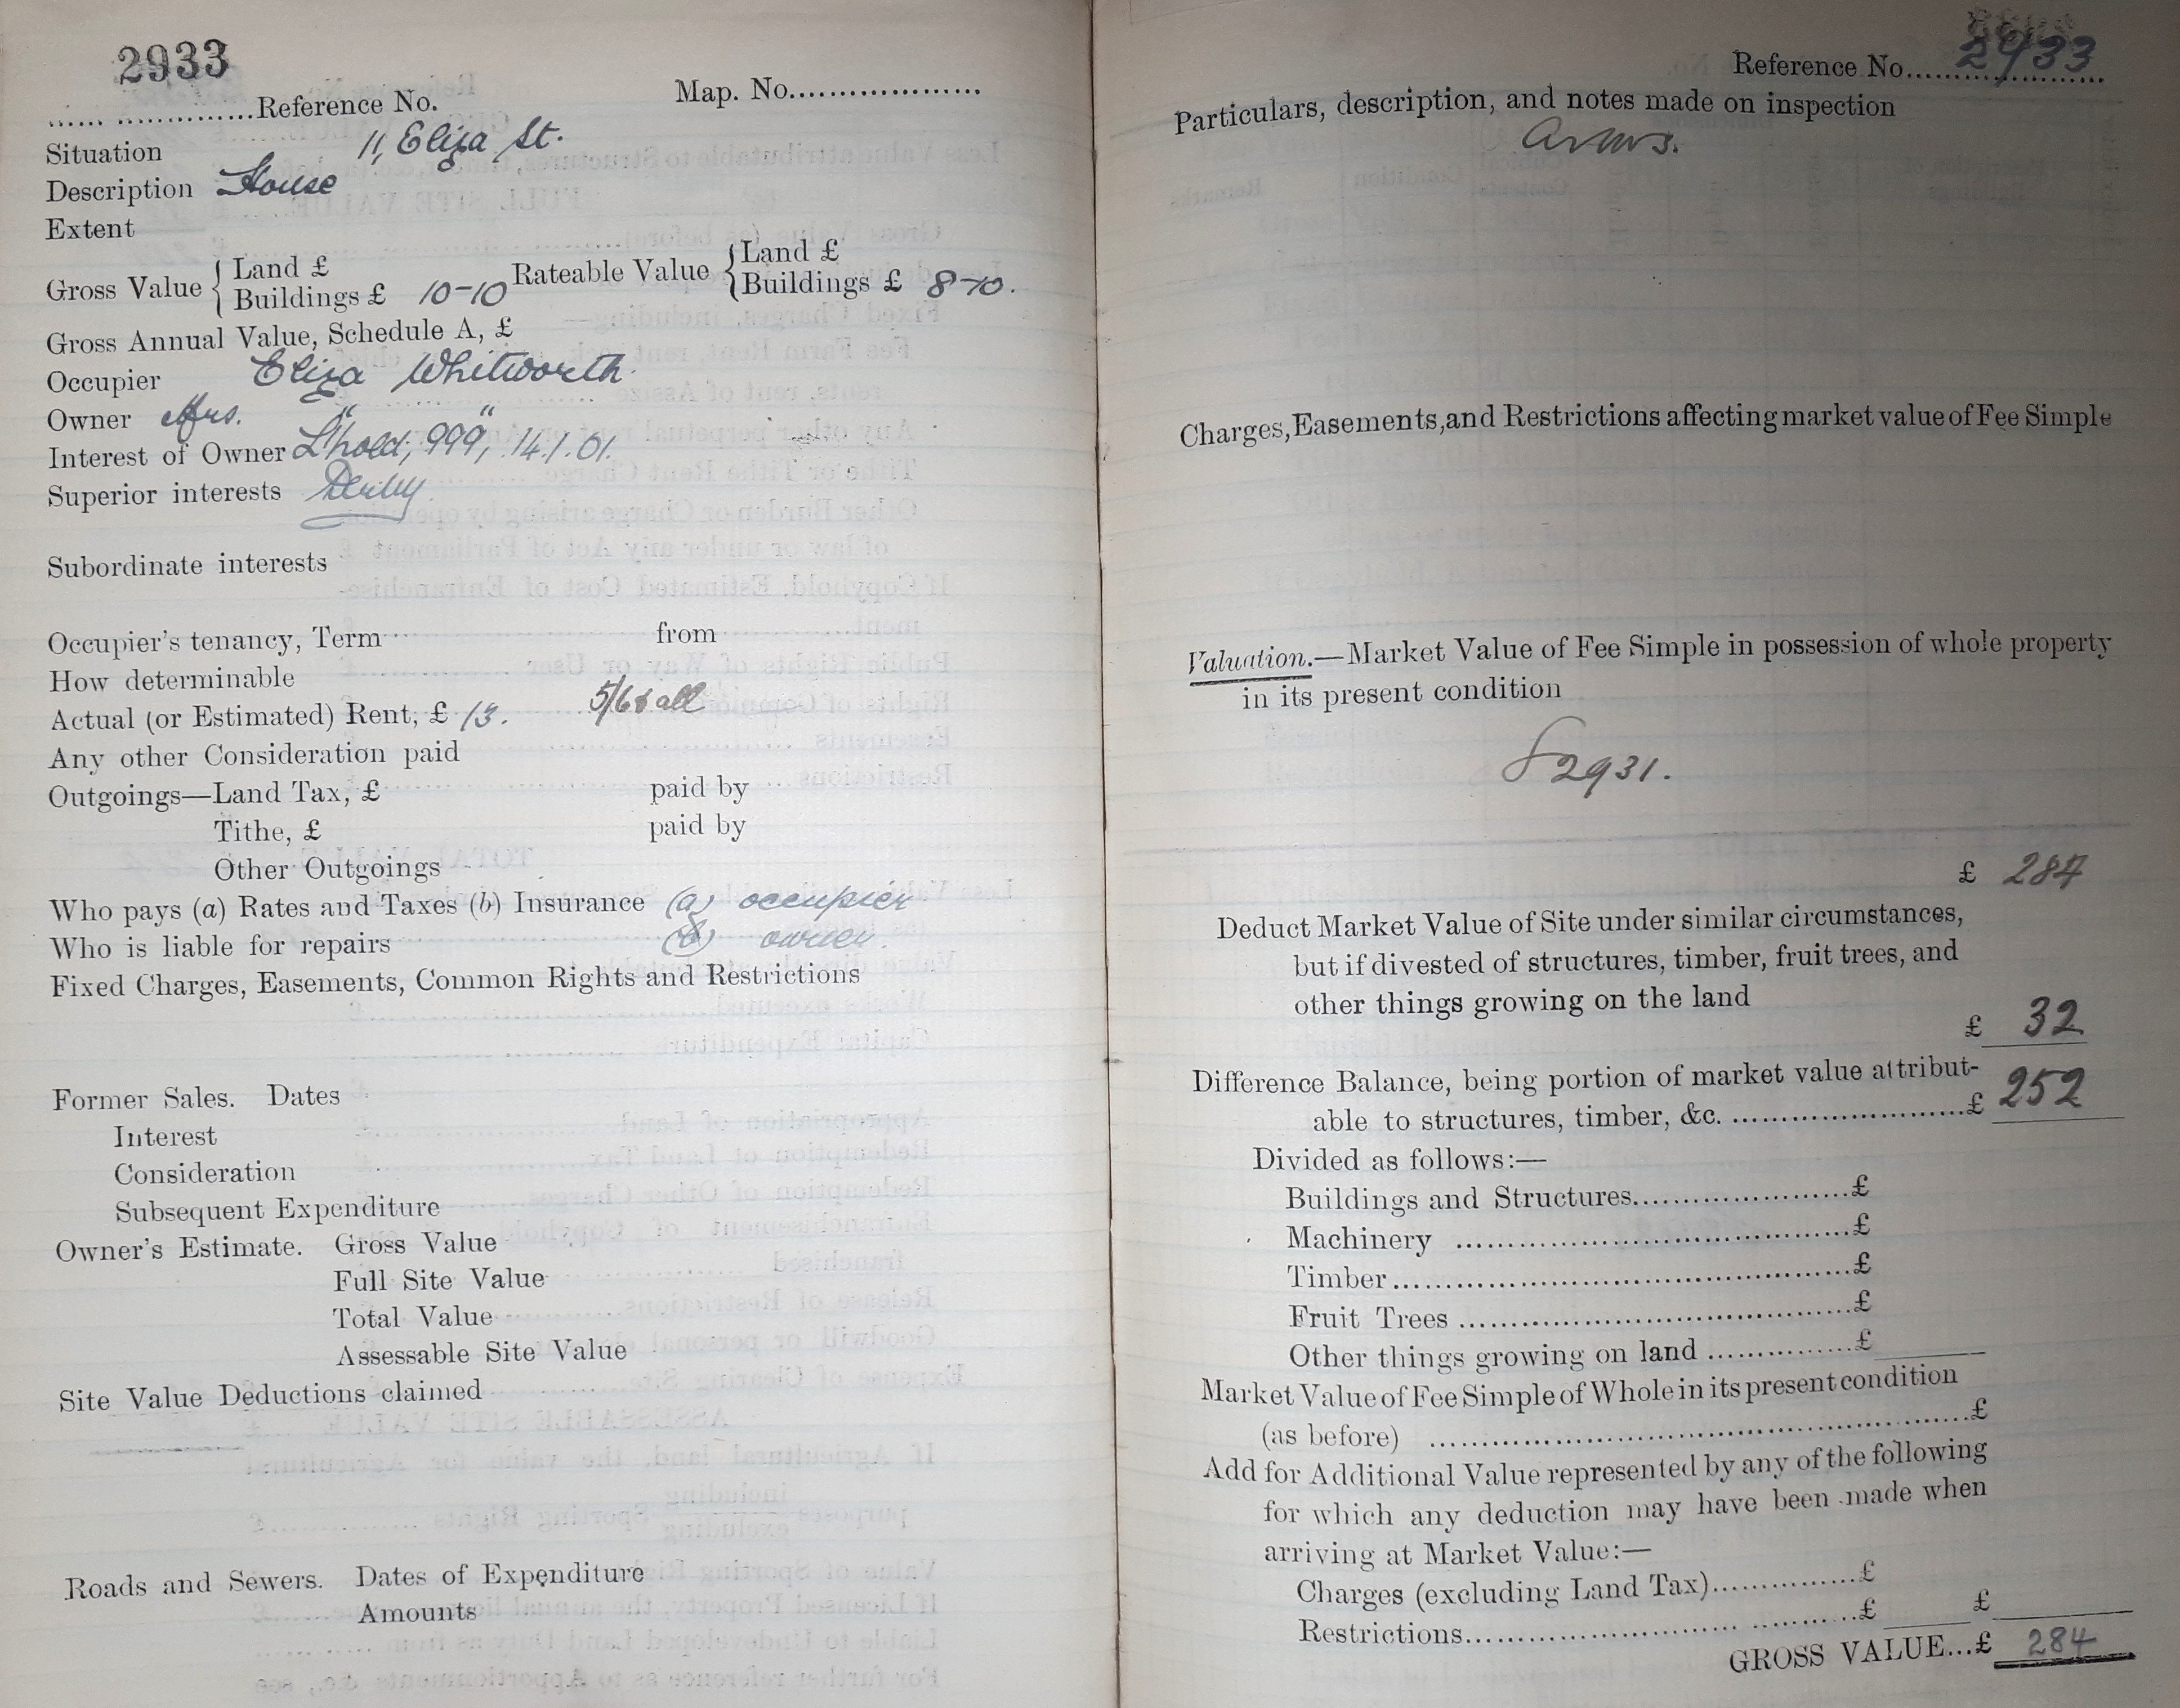 2933
Reference No. Map. No.
Situation 11, Eliza St.
Description House
Extent
Gross Value { Land £
Buildings £ 10-10 Rateable Value { Land £
Buildings £ 8-10.
Gross Annual Value, Schedule A, £
Occupier Eliza Whitworth.
Owner Mrs. " "
Interest of Owner L'hold, 999, 14.1.01.
Superior interests Derby
Subordinate interests
Occupier's tenancy, Term from
How determinable
Actual (or Estimated) Rent, £ 13. 5/6 all
Any other Consideration paid
Outgoings—Land Tax, £ paid by
Tithe, £ paid by
Other Outgoings
Who pays (a) Rates and Taxes (b) Insurance (a) occupier
Who is liable for repairs (b) owner.
Fixed Charges, Easements, Common Rights and Restrictions
Former Sales. Dates
Interest
Consideration
Subsequent Expenditure
Owner's Estimate. Gross Value
Full Site Value
Total Value
Assessable Site Value
Site Value Deductions claimed
Roads and Sewers. Dates of Expenditure
Amounts
Reference No. 2933
Particulars, description, and notes made on inspection
Charges, Easements, and Restrictions affecting market value of Fee Simple
Valuation.—Market Value of Fee Simple in possession of whole property
in its present condition
2931.
£ 284
Deduct Market Value of Site under similar circumstances,
but if divested of structures, timber, fruit trees, and
other things growing on the land
£ 32
Difference Balance, being portion of market value attribut-
able to structures, timber, &c. £ 252
Divided as follows:—
Buildings and Structures £
Machinery £
Timber £
Fruit Trees £
Other things growing on land £
Market Value of Fee Simple of Whole in its present condition
(as before) £
Add for Additional Value represented by any of the following
for which any deduction may have been made when
arriving at Market Value:—
Charges (excluding Land Tax) £
Restrictions £ £
GROSS VALUE...£ 284